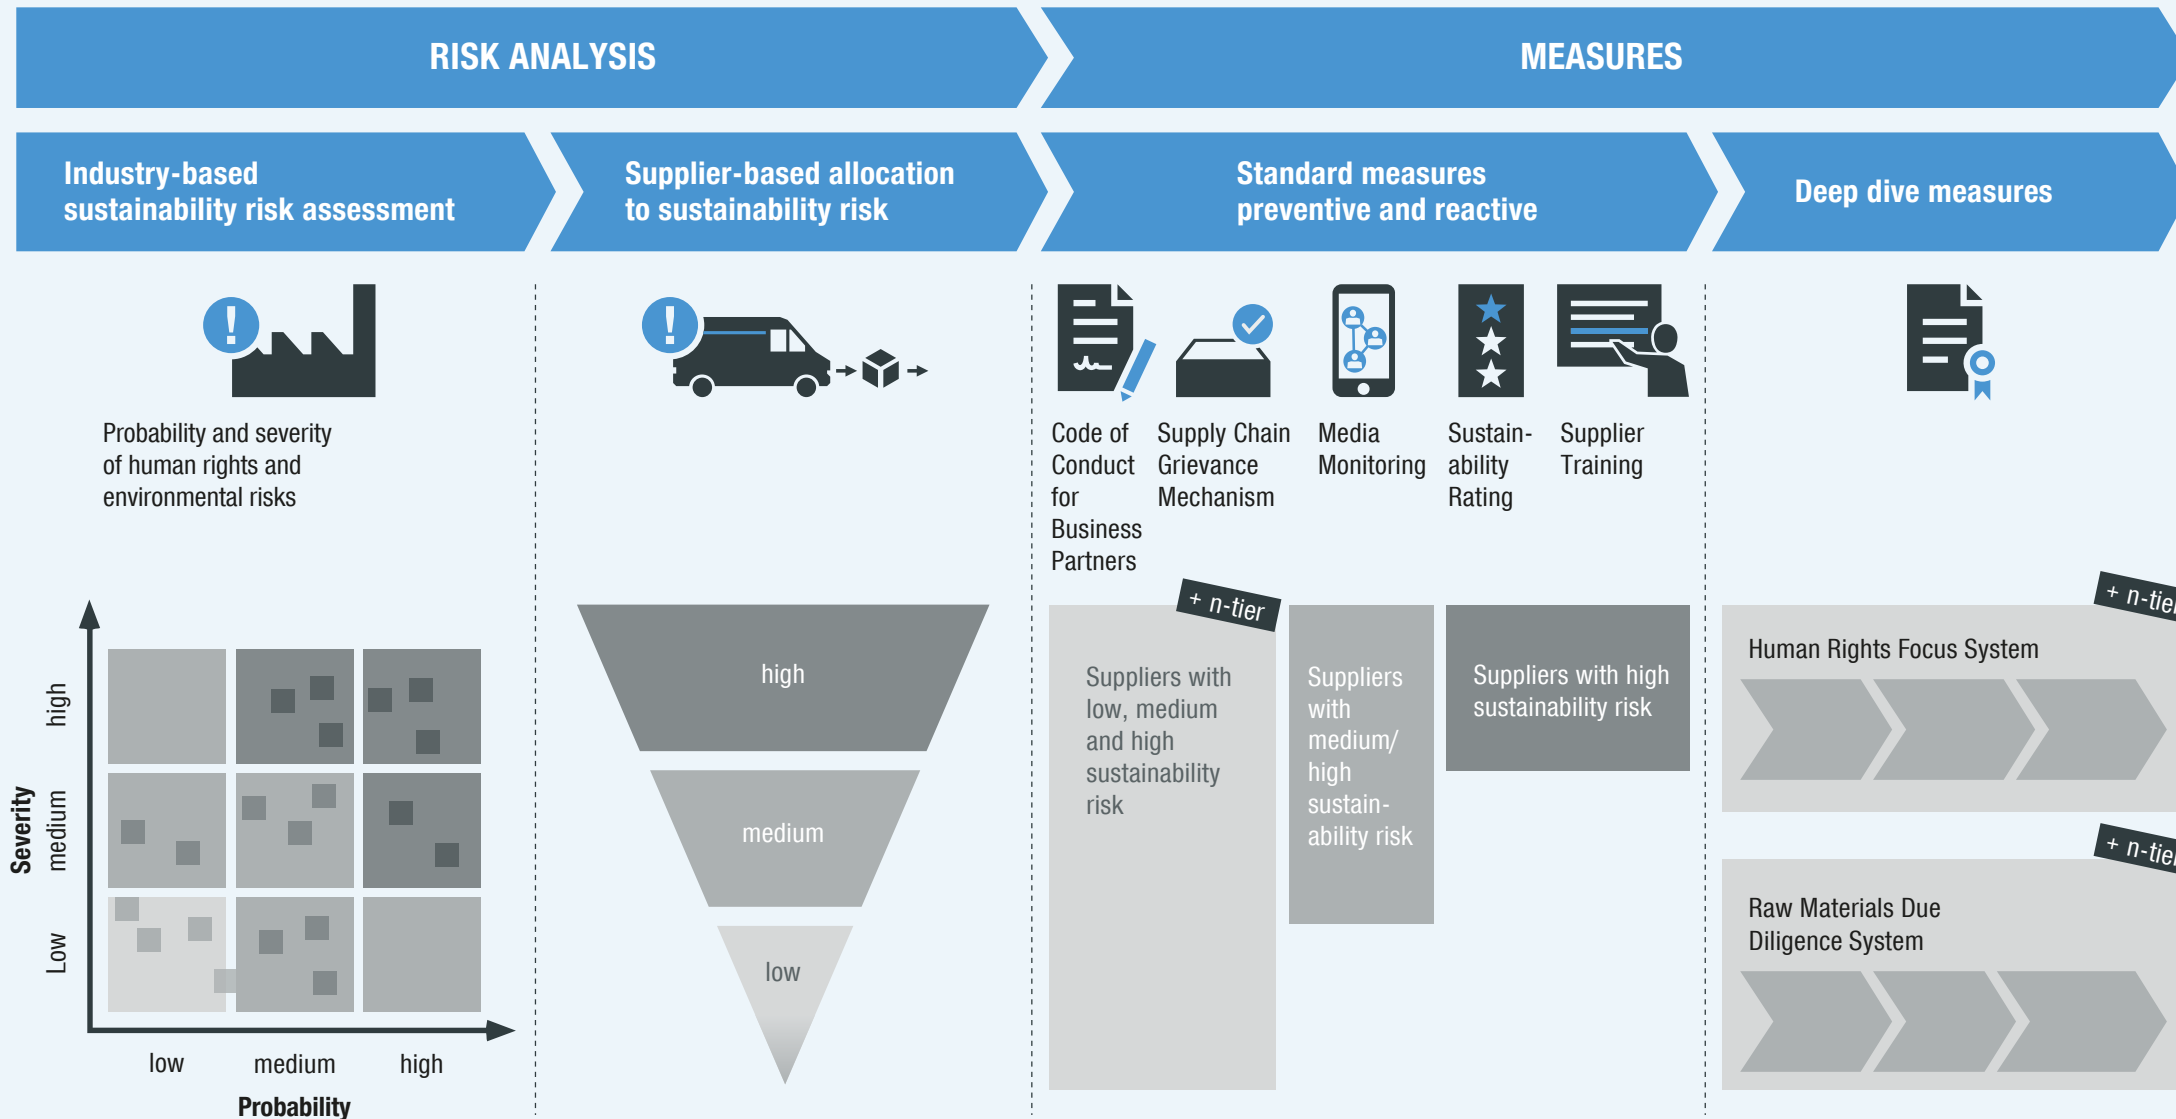 RISK ANALYSIS
MEASURES
Industry-based
sustainability risk assessment
Supplier-based allocation
to sustainability risk
Standard measures
preventive and reactive
Deep dive measures
!
!
Probability and severity
of human rights and
environmental risks
Code of
Conduct
for
Business
Partners
Supply Chain
Grievance
Mechanism
Media
Monitoring
Sustain-
ability
Rating
Supplier
Training
Severity
high
medium
Low
low
medium
high
Probability
high
medium
low
+ n-tier
Suppliers with
low, medium
and high
sustainability
risk
Suppliers
with
medium/
high
sustain-
ability risk
Suppliers with high
sustainability risk
+ n-tier
Human Rights Focus System
+ n-tier
Raw Materials Due
Diligence System